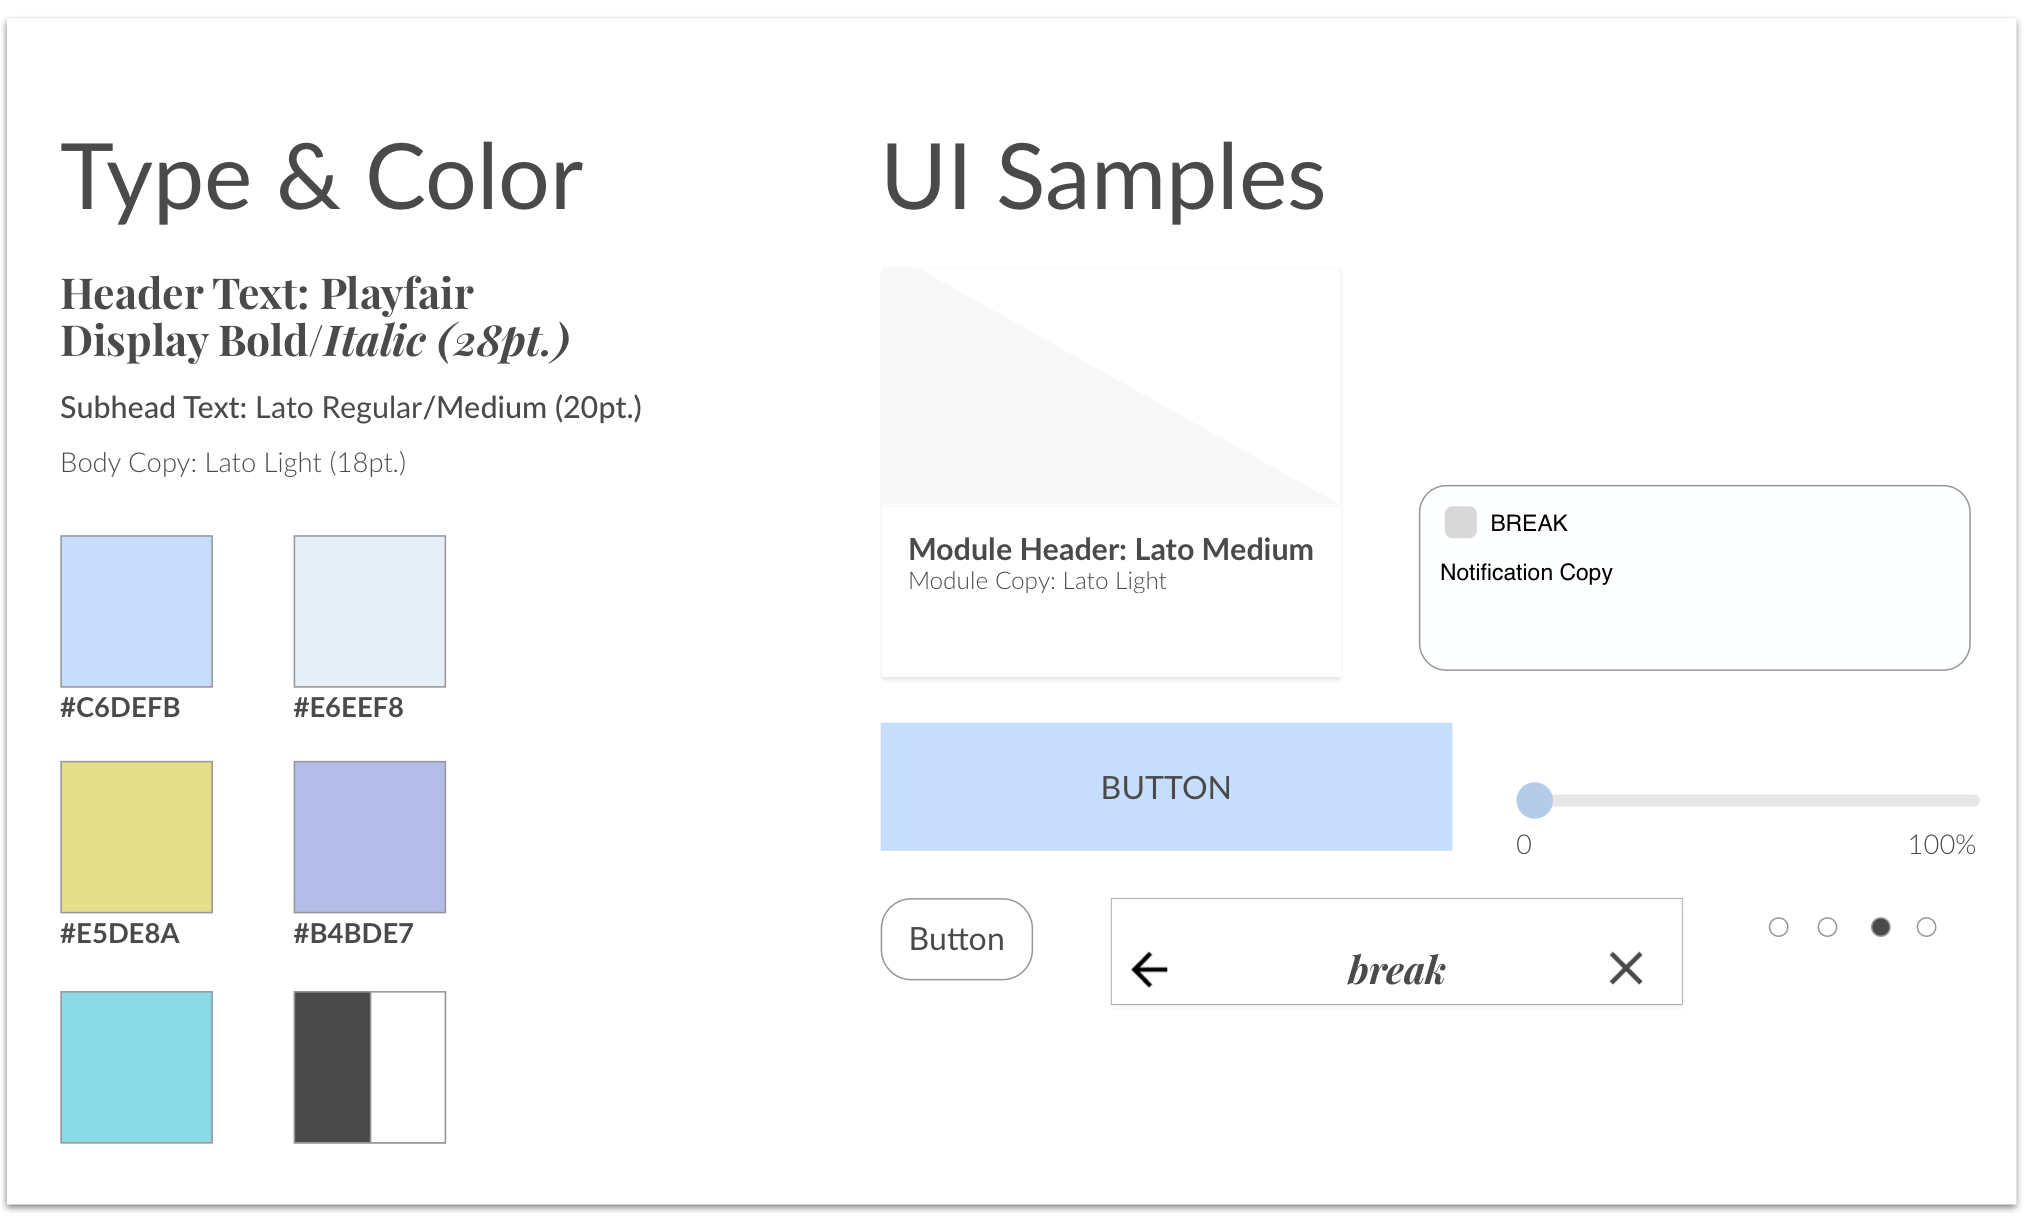 Type & Color
Header Text: Playfair
Display Bold/Italic (28pt.)
Subhead Text: Lato Regular/Medium (20pt.)
Body Copy: Lato Light (18pt.)
#C6DEFB
#E6EEF8
#E5DE8A
#B4BDE7
UI Samples
Module Header: Lato Medium
Module Copy: Lato Light
BREAK
Notification Copy
BUTTON
0
100%
Button
break